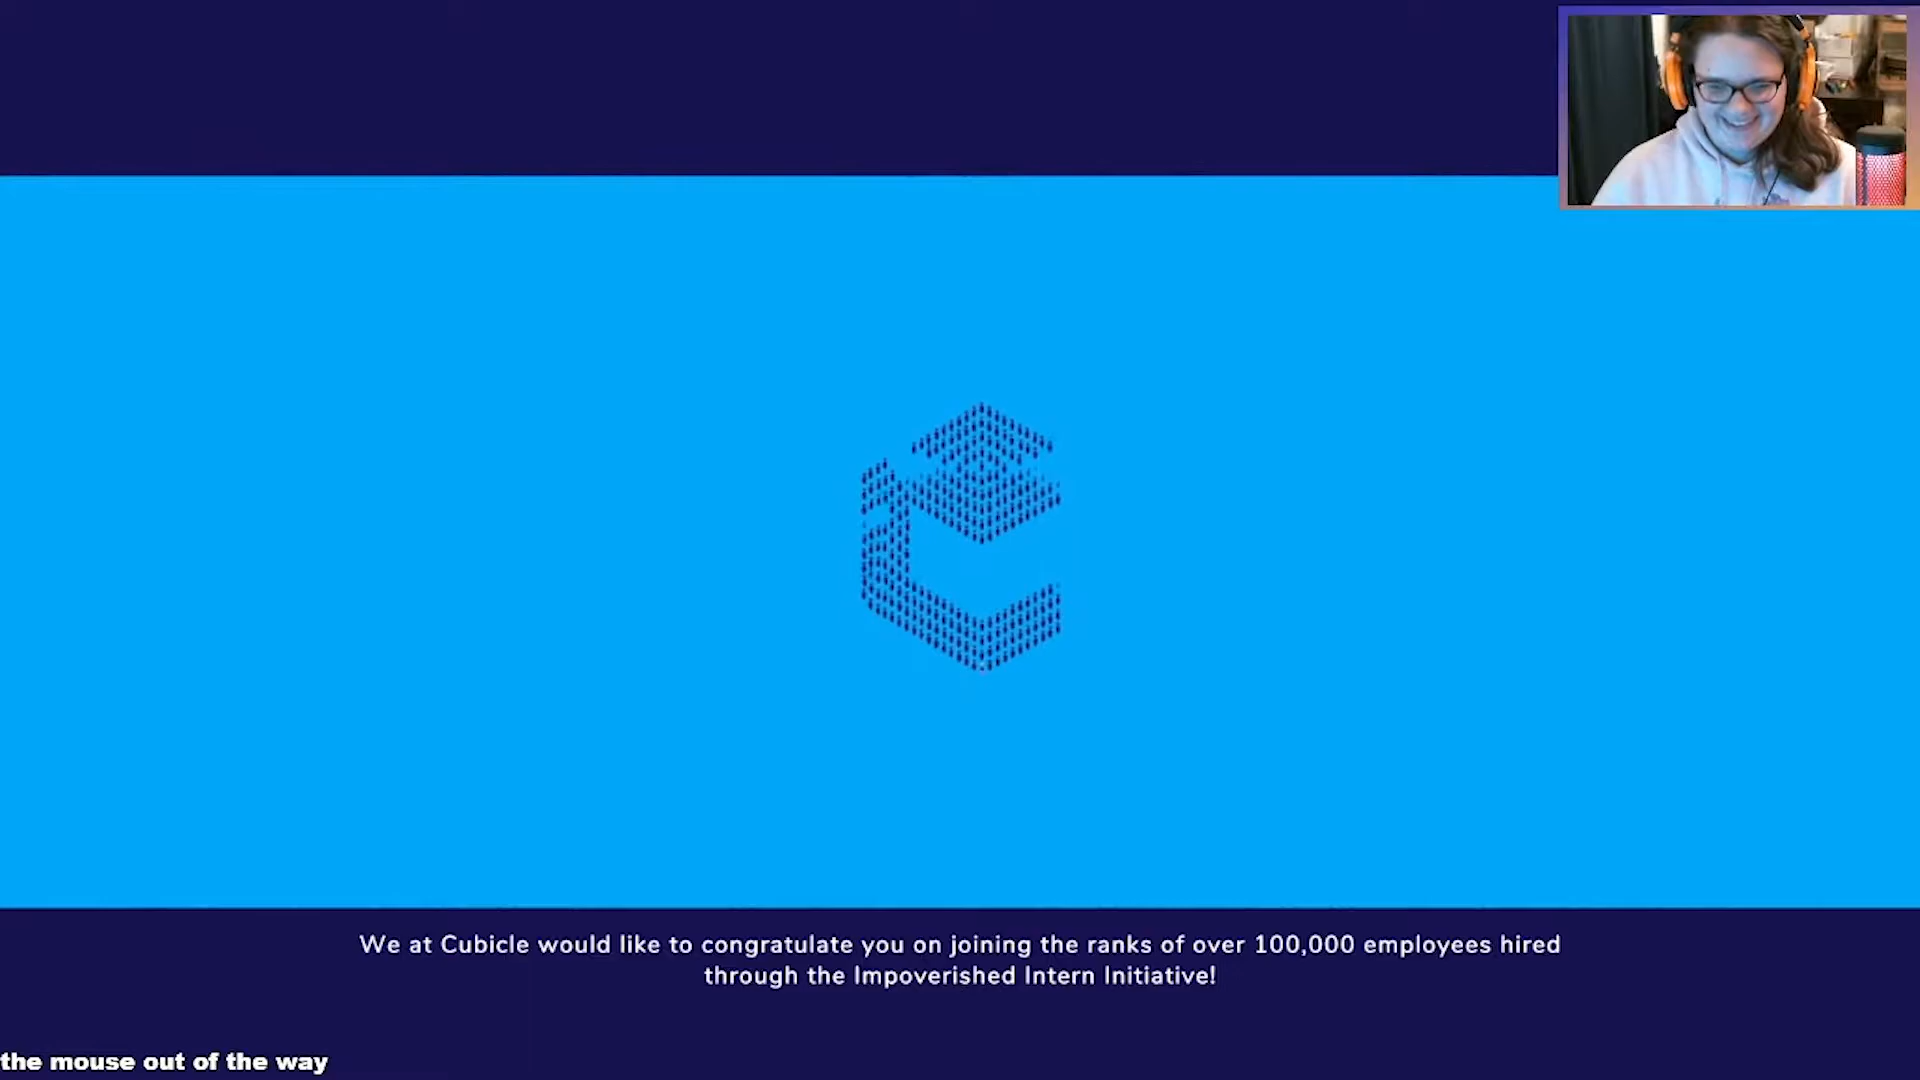 We at Cubicle would like to congratulate you on joining the ranks of over 100,000 employees hired
through the Impoverished Intern Initiative!
the mouse out of the way